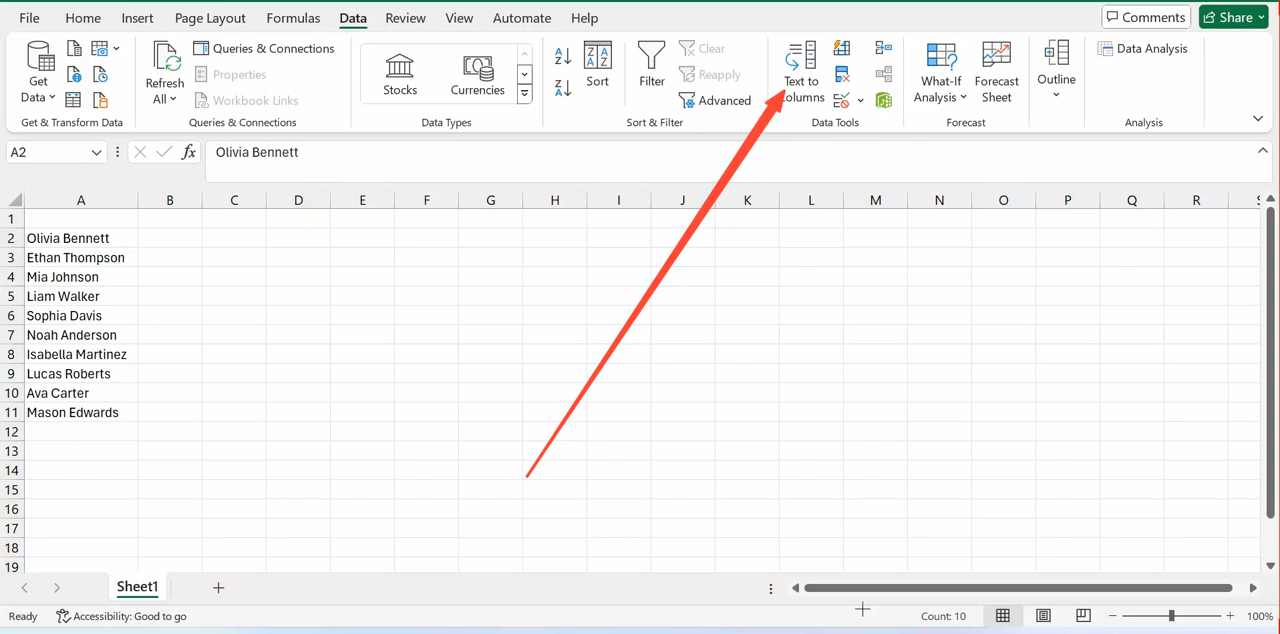 File Home Insert Page Layout Formulas Data Review View Automate Help Comments Share
Get Data
Refresh All
Queries & Connections
Properties
Workbook Links
Stocks
Currencies
Sort
Filter
Clear
Reapply
Advanced
Text to
What-If Analysis
Forecast Sheet
Outline
Data Analysis
Get & Transform Data Queries & Connections Data Types Sort & Filter Data Tools Forecast Analysis
A2 fx Olivia Bennett
A B C D E F G H I J K L M N O P Q R
1
2 Olivia Bennett
3 Ethan Thompson
4 Mia Johnson
5 Liam Walker
6 Sophia Davis
7 Noah Anderson
8 Isabella Martinez
9 Lucas Roberts
10 Ava Carter
11 Mason Edwards
12
13
14
15
16
17
18
19
Sheet1
Ready Accessibility: Good to go Count: 10 100%